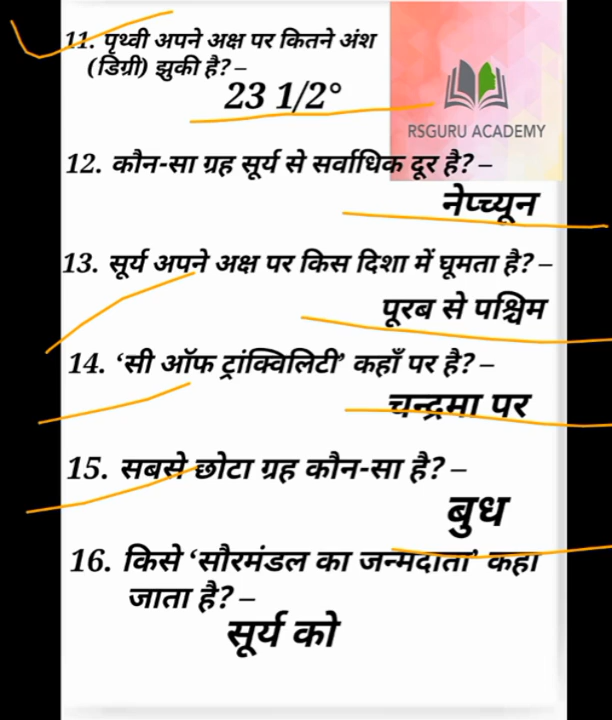 11. पृथ्वी अपने अक्ष पर कितने अंश
(डिग्री) झुकी है? –
23 1/2°
RSGURU ACADEMY
12. कौन-सा ग्रह सूर्य से सर्वाधिक दूर है? –
नेप्च्यून
13. सूर्य अपने अक्ष पर किस दिशा में घूमता है? –
पूरब से पश्चिम
14. ‘सी ऑफ ट्रांक्विलिटी’ कहाँ पर है? –
चन्द्रमा पर
15. सबसे छोटा ग्रह कौन-सा है? –
बुध
16. किसे ‘सौरमंडल का जन्मदाता’ कहा
जाता है? –
सूर्य को